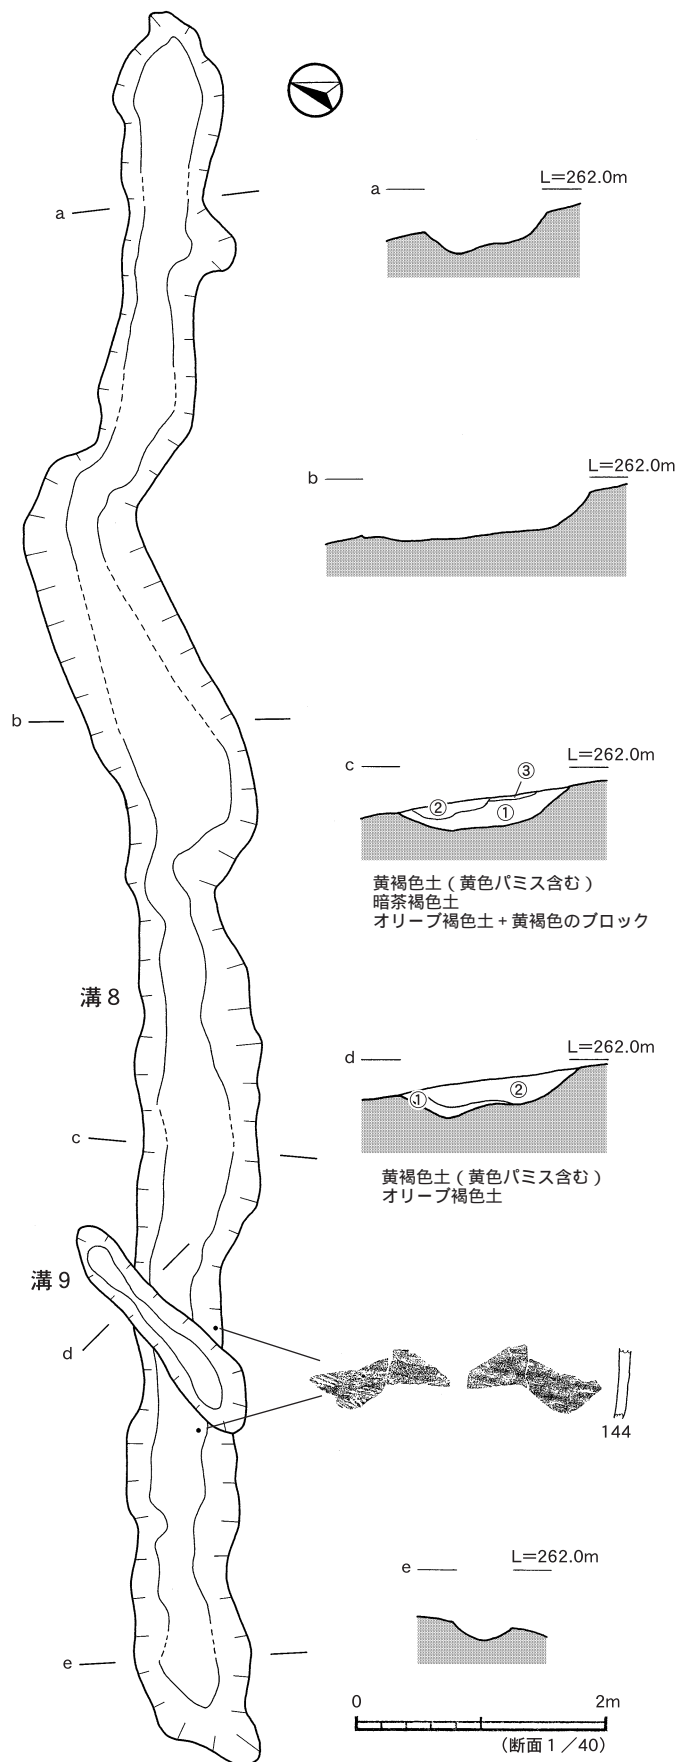 a
a
L=262.0m
b
L=262.0m
b
c
L=262.0m
③
②
①
黄褐色土（黄色パミス含む）
暗茶褐色土
オリーブ褐色土＋黄褐色のブロック
溝8
d
L=262.0m
①
②
c
黄褐色土（黄色パミス含む）
オリーブ褐色土
溝9
d
144
e
L=262.0m
e
0 2m
（断面1／40）